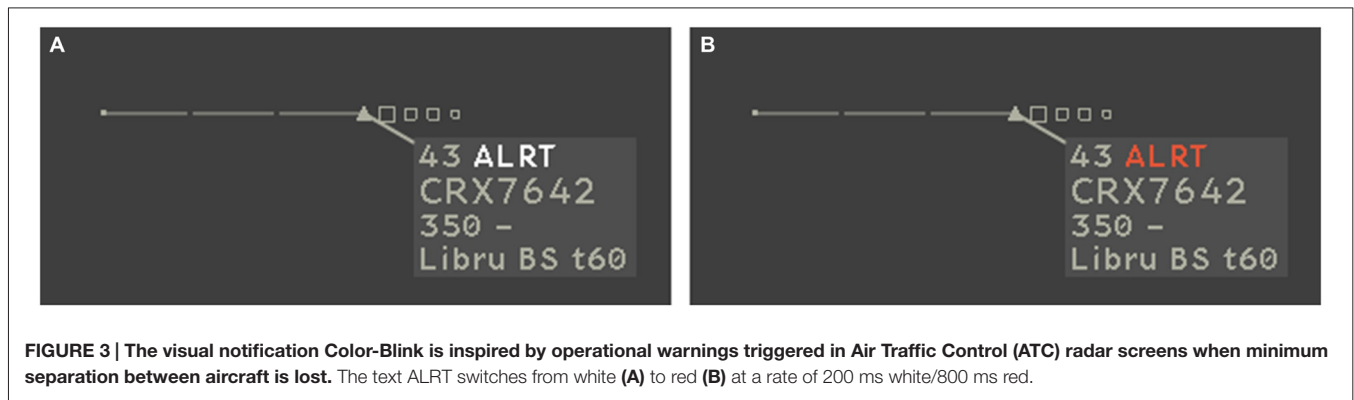 A
43 ALRT
CRX7642
350 –
Libru BS t60
B
43 ALRT
CRX7642
350 –
Libru BS t60
FIGURE 3 | The visual notification Color-Blink is inspired by operational warnings triggered in Air Traffic Control (ATC) radar screens when minimum
separation between aircraft is lost. The text ALRT switches from white (A) to red (B) at a rate of 200 ms white/800 ms red.